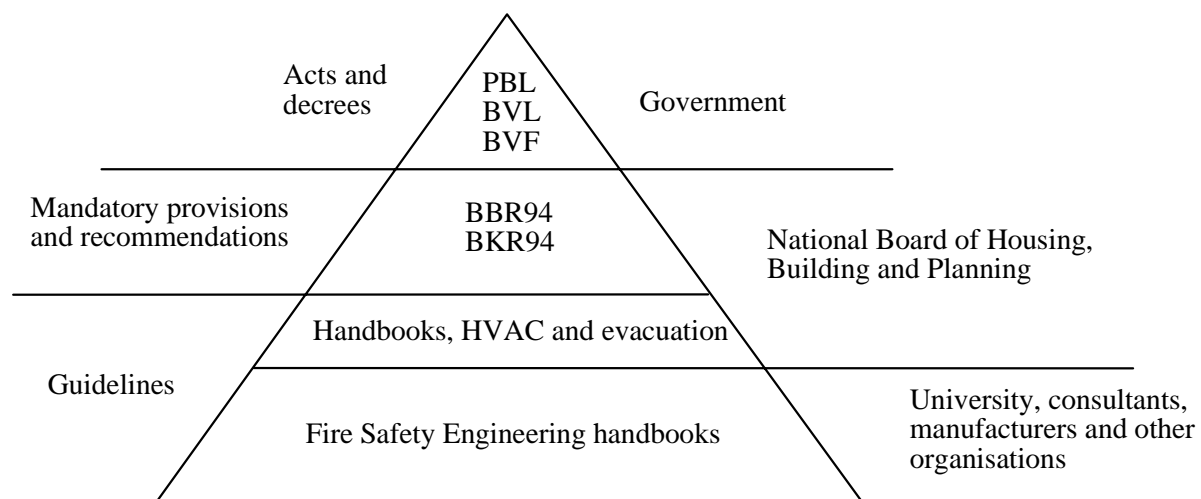 Acts and
decrees
PBL
BVL
BVF
Government
Mandatory provisions
and recommendations
BBR94
BKR94
National Board of Housing,
Building and Planning
Handbooks, HVAC and evacuation
Guidelines
Fire Safety Engineering handbooks
University, consultants,
manufacturers and other
organisations